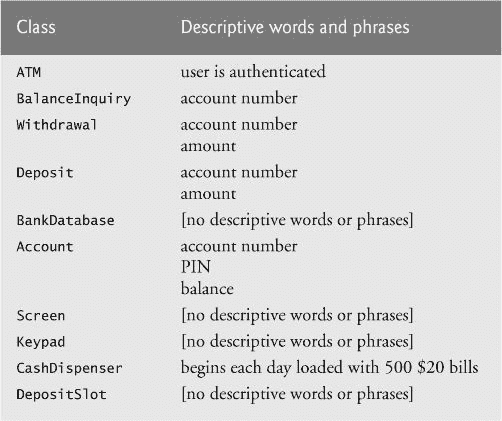 Class Descriptive words and phrases
ATM user is authenticated
BalanceInquiry account number
Withdrawal account number
amount
Deposit account number
amount
BankDatabase [no descriptive words or phrases]
Account account number
PIN
balance
Screen [no descriptive words or phrases]
Keypad [no descriptive words or phrases]
CashDispenser begins each day loaded with 500 $20 bills
DepositSlot [no descriptive words or phrases]